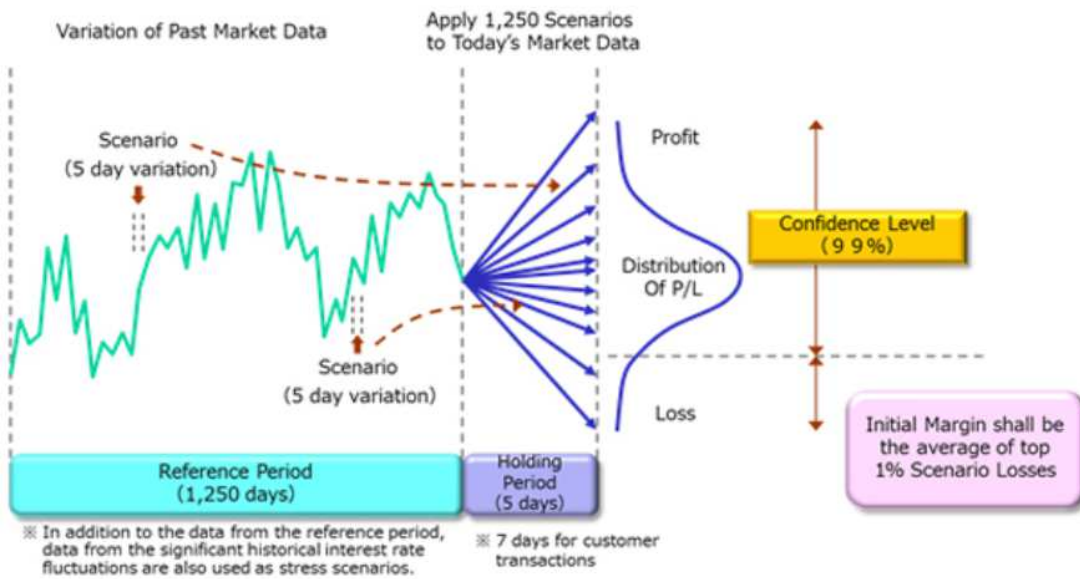 Variation of Past Market Data
Apply 1,250 Scenarios
to Today's Market Data
Scenario
(5 day variation)
Profit
Confidence Level
(９９%)
Distribution
Of P/L
Scenario
(5 day variation)
Loss
Initial Margin shall be
the average of top
1% Scenario Losses
Reference Period
(1,250 days)
Holding
Period
(5 days)
※ In addition to the data from the reference period,
data from the significant historical interest rate
fluctuations are also used as stress scenarios.
※ 7 days for customer
transactions